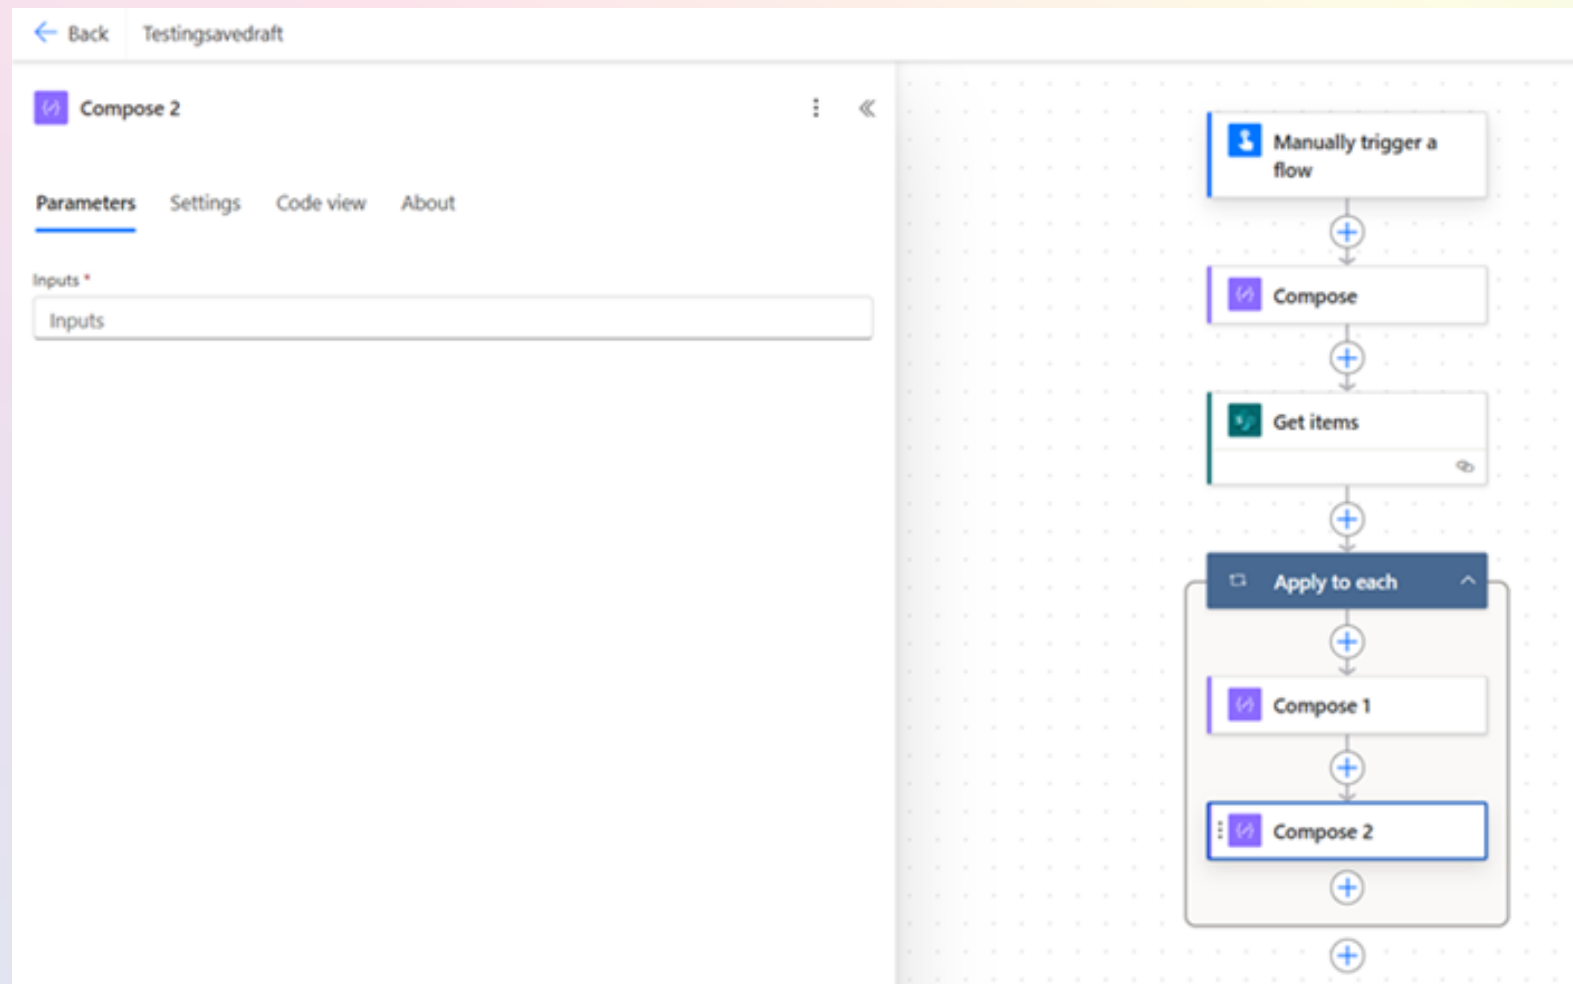 Back Testingsavedraft
Compose 2
Parameters Settings Code view About
Inputs *
Inputs
Manually trigger a
flow
Compose
Get items
Apply to each
Compose 1
Compose 2